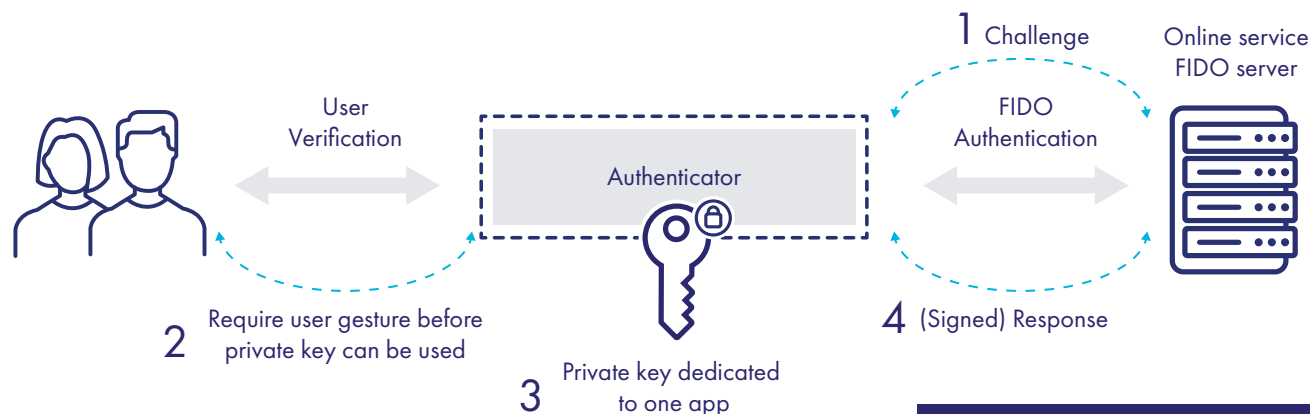 1 Challenge
Online service
FIDO server
User
Verification
FIDO
Authentication
Authenticator
2 Require user gesture before
private key can be used
4 (Signed) Response
3 Private key dedicated
to one app